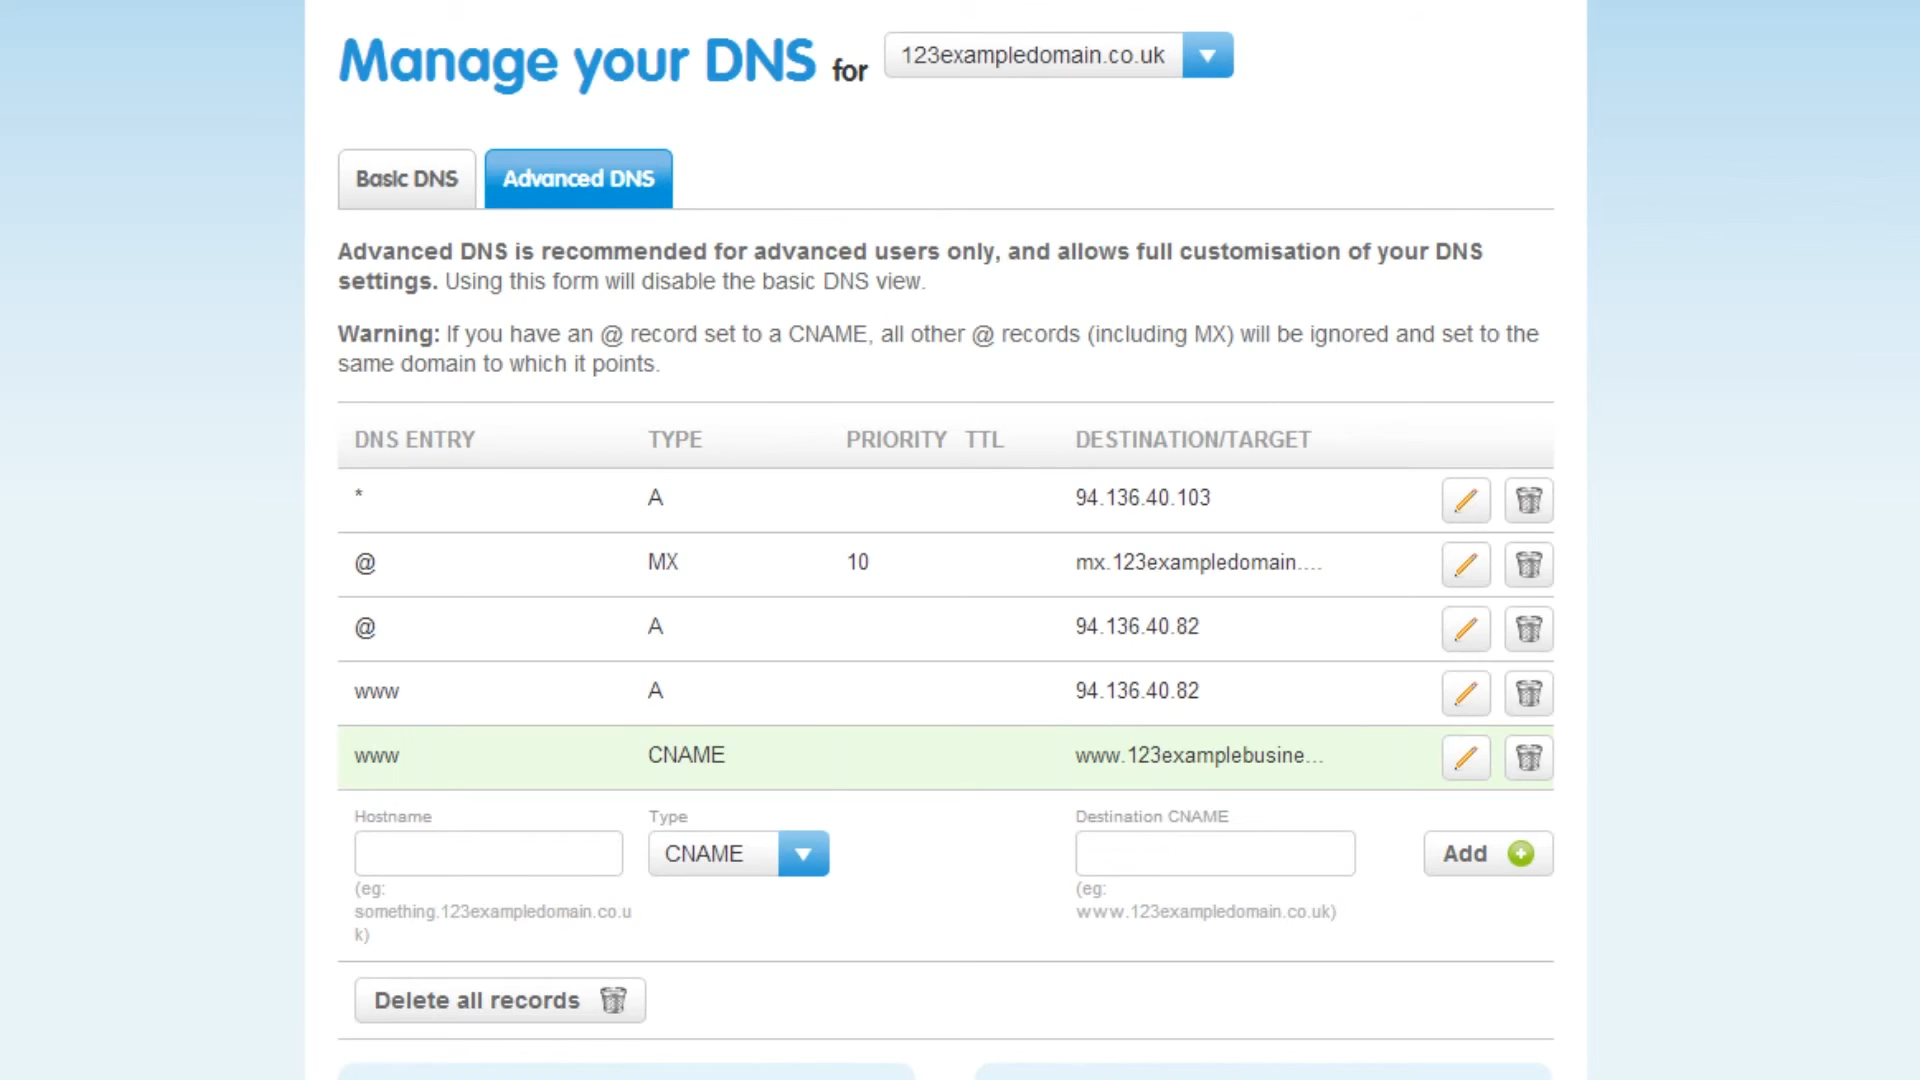 Manage your DNS for 123exampledomain.co.uk
Basic DNS Advanced DNS
Advanced DNS is recommended for advanced users only, and allows full customisation of your DNS
settings. Using this form will disable the basic DNS view.
Warning: If you have an @ record set to a CNAME, all other @ records (including MX) will be ignored and set to the
same domain to which it points.
DNS ENTRY TYPE PRIORITY TTL DESTINATION/TARGET
* A 94.136.40.103
@ MX 10 mx.123exampledomain....
@ A 94.136.40.82
www A 94.136.40.82
www CNAME www.123examplebusine...
Hostname Type Destination CNAME
CNAME Add
(eg: (eg:
something.123exampledomain.co.u www.123exampledomain.co.uk)
k)
Delete all records